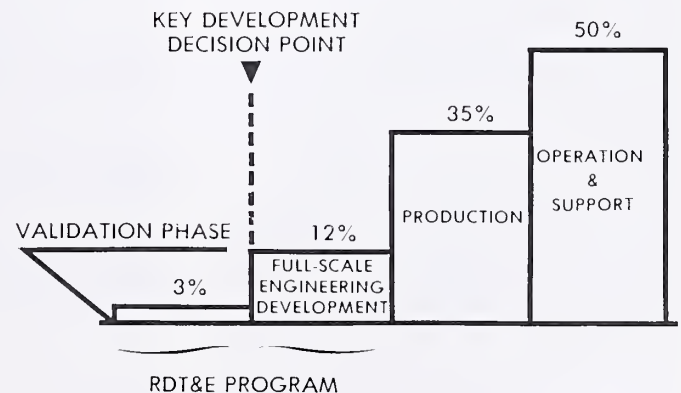 KEY DEVELOPMENT
DECISION POINT
50%
35%
OPERATION
&
SUPPORT
PRODUCTION
VALIDATION PHASE
12%
FULL-SCALE
ENGINEERING
DEVELOPMENT
3%
RDT&E PROGRAM